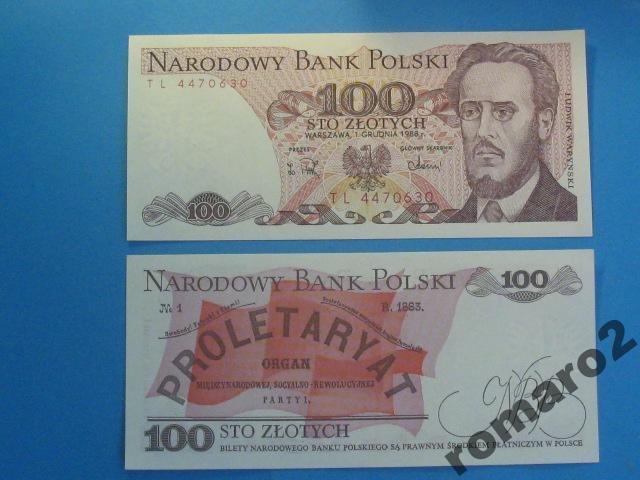 NARODOWY BANK POLSKI
TL 4470630
100
STO ZŁOTYCH
WARSZAWA, 1 GRUDNIA 1988 r.
PREZES
GŁÓWNY SKARBNIK
LUDWIK WARYŃSKI
TL 4470630
100
NARODOWY BANK POLSKI
100
№ 1
R. 1883.
PROLETARYAT
ORGAN
MIĘDZYNARODOWEJ, SOCYALNO-REWOLUCYJNEJ
PARTYI,
100 STO ZŁOTYCH
BILETY NARODOWEGO BANKU POLSKIEGO SĄ PRAWNYM ŚRODKIEM PŁATNICZYM W POLSCE
romaro2